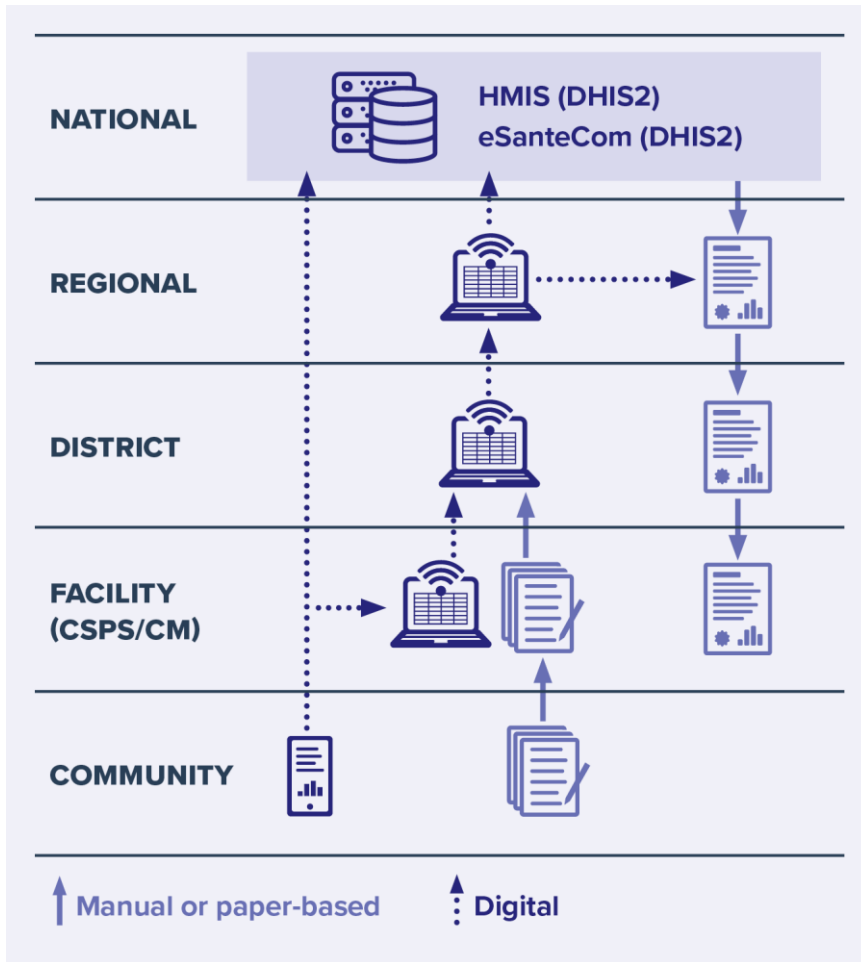 NATIONAL
HMIS (DHIS2)
eSanteCom (DHIS2)
REGIONAL
DISTRICT
FACILITY
(CSPS/CM)
COMMUNITY
Manual or paper-based
Digital